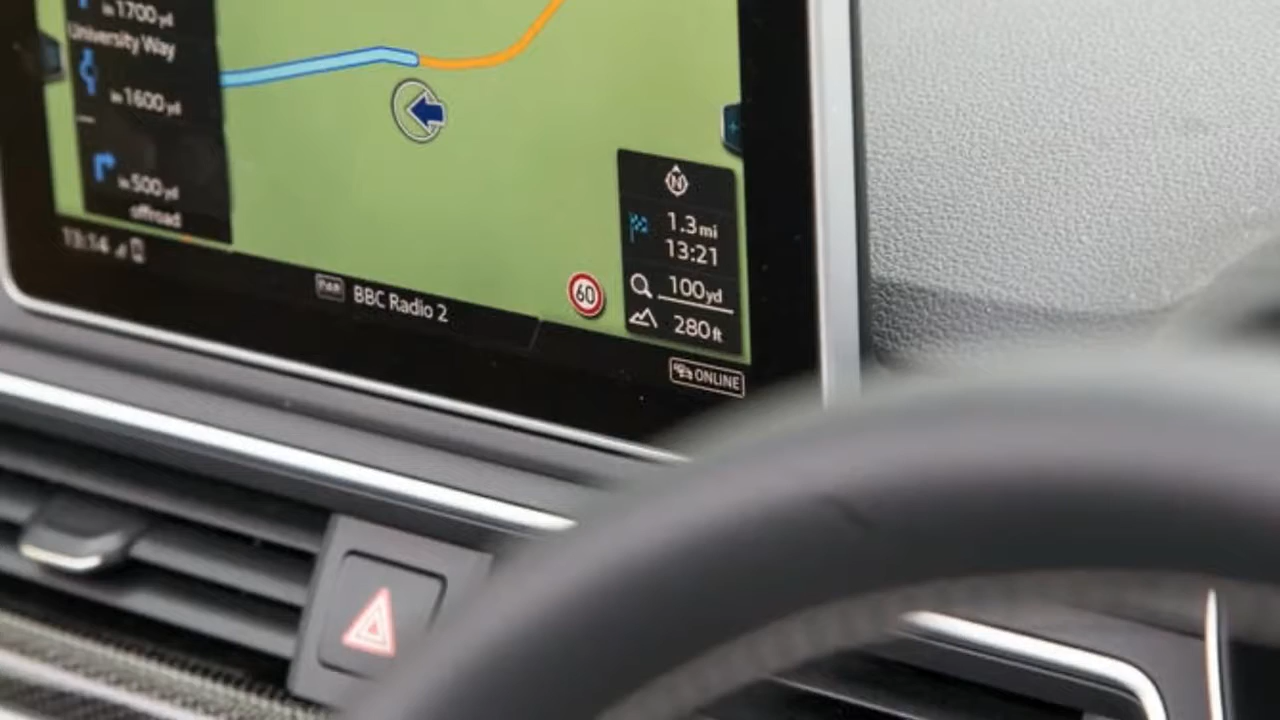 in 1700 yd
University Way
in 1600 yd
in 500 yd
offroad
13:14
BBC Radio 2
60
N
1.3 mi
13:21
100 yd
280 ft
ONLINE